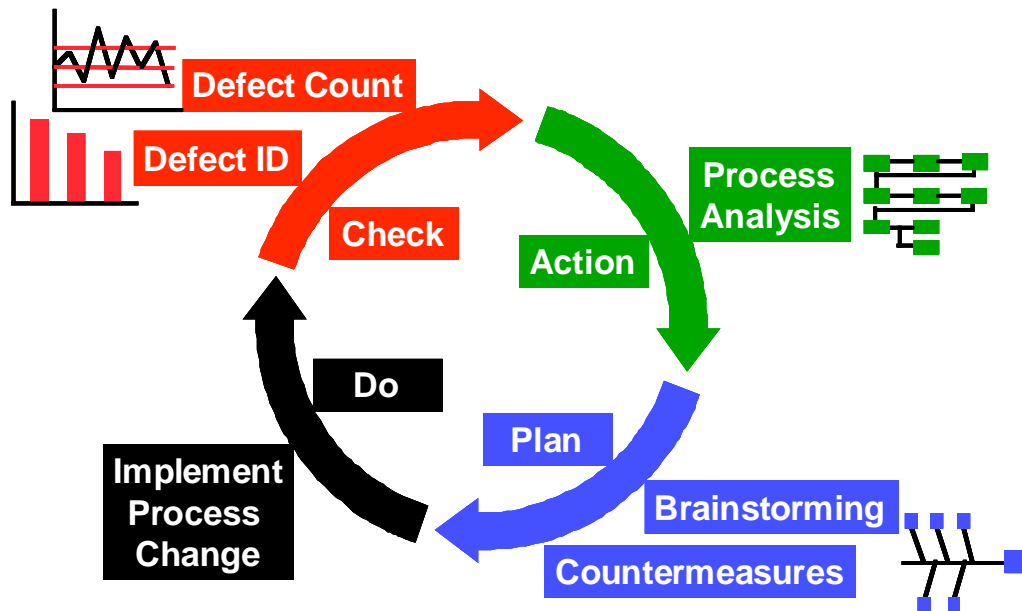 Defect Count
Defect ID
Check
Process
Analysis
Action
Do
Plan
Implement
Process
Change
Brainstorming
Countermeasures